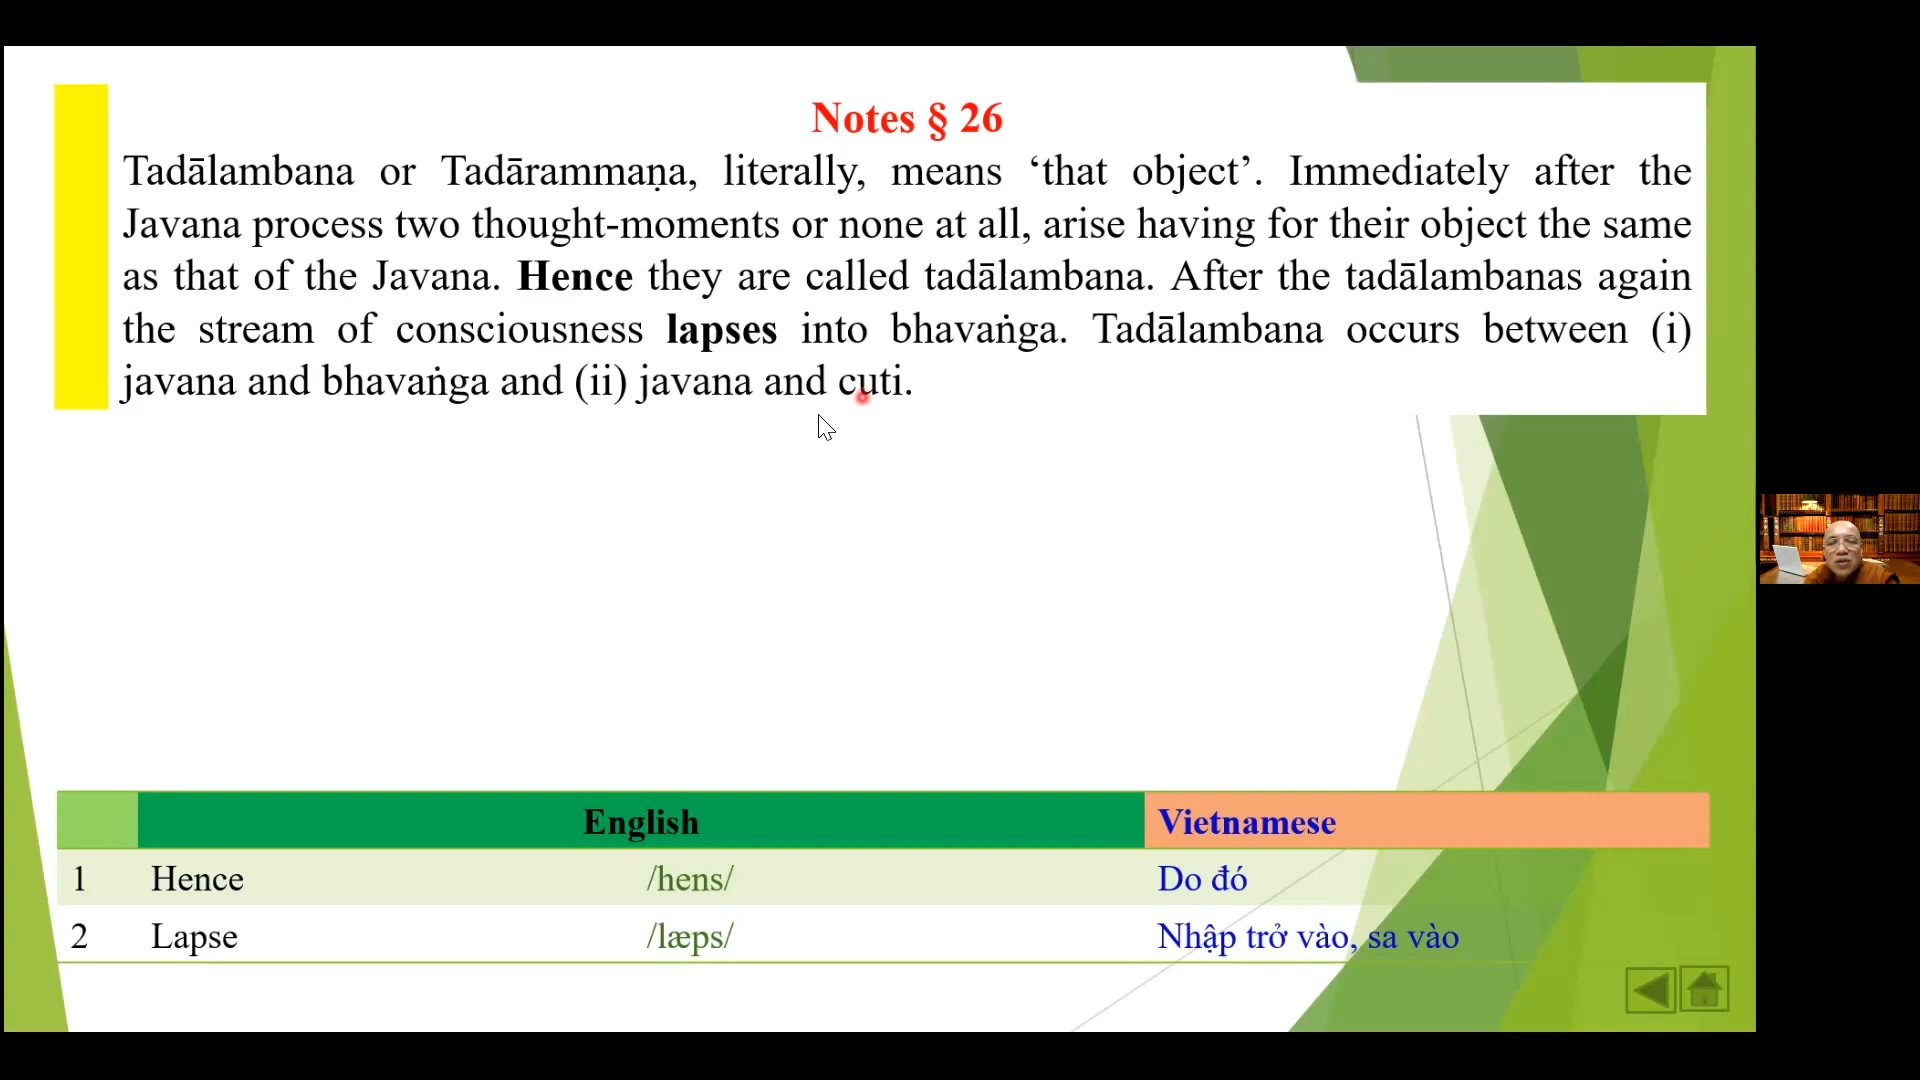 Notes § 26
Tadālambana or Tadārammaṇa, literally, means ‘that object’. Immediately after the
Javana process two thought-moments or none at all, arise having for their object the same
as that of the Javana. Hence they are called tadālambana. After the tadālambanas again
the stream of consciousness lapses into bhavaṅga. Tadālambana occurs between (i)
javana and bhavaṅga and (ii) javana and cuti.
English Vietnamese
1 Hence /hens/ Do đó
2 Lapse /læps/ Nhập trở vào, sa vào